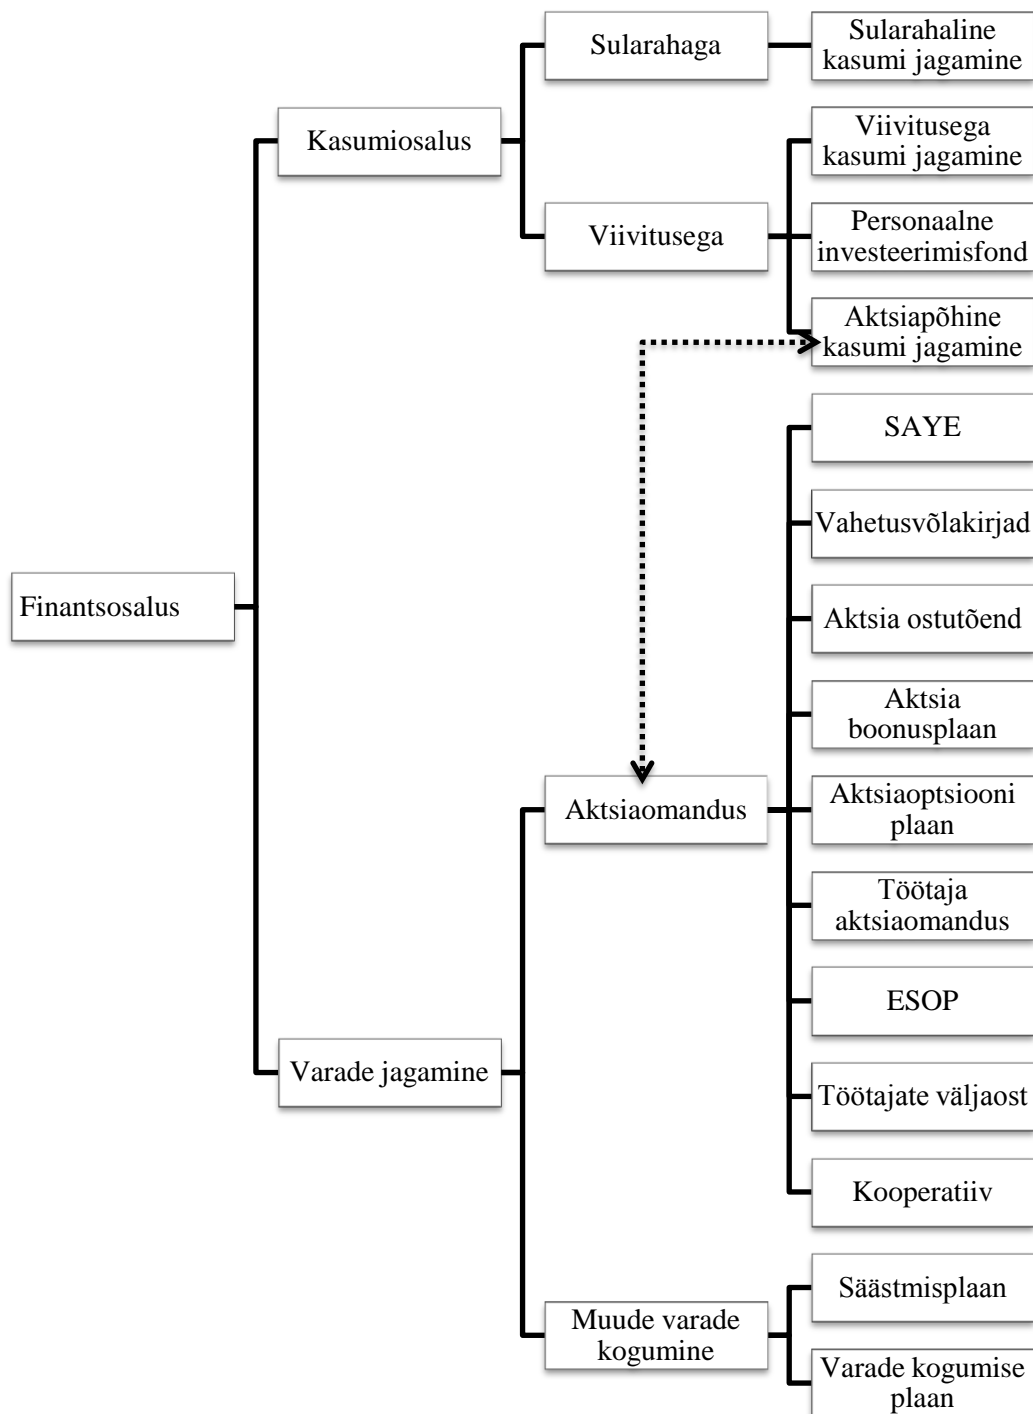 Sularahaga
Sularahaline
kasumi jagamine
Kasumiosalus
Viivitusega
kasumi jagamine
Viivitusega
Personaalne
investeerimisfond
Aktsiapõhine
kasumi jagamine
SAYE
Vahetusvõlakirjad
Finantsosalus
Aktsia ostutõend
Aktsia
boonusplaan
Aktsiaomandus
Aktsiaoptsiooni
plaan
Töötaja
aktsiaomandus
ESOP
Varade jagamine
Töötajate väljaost
Kooperatiiv
Säästmisplaan
Muude varade
kogumine
Varade kogumise
plaan